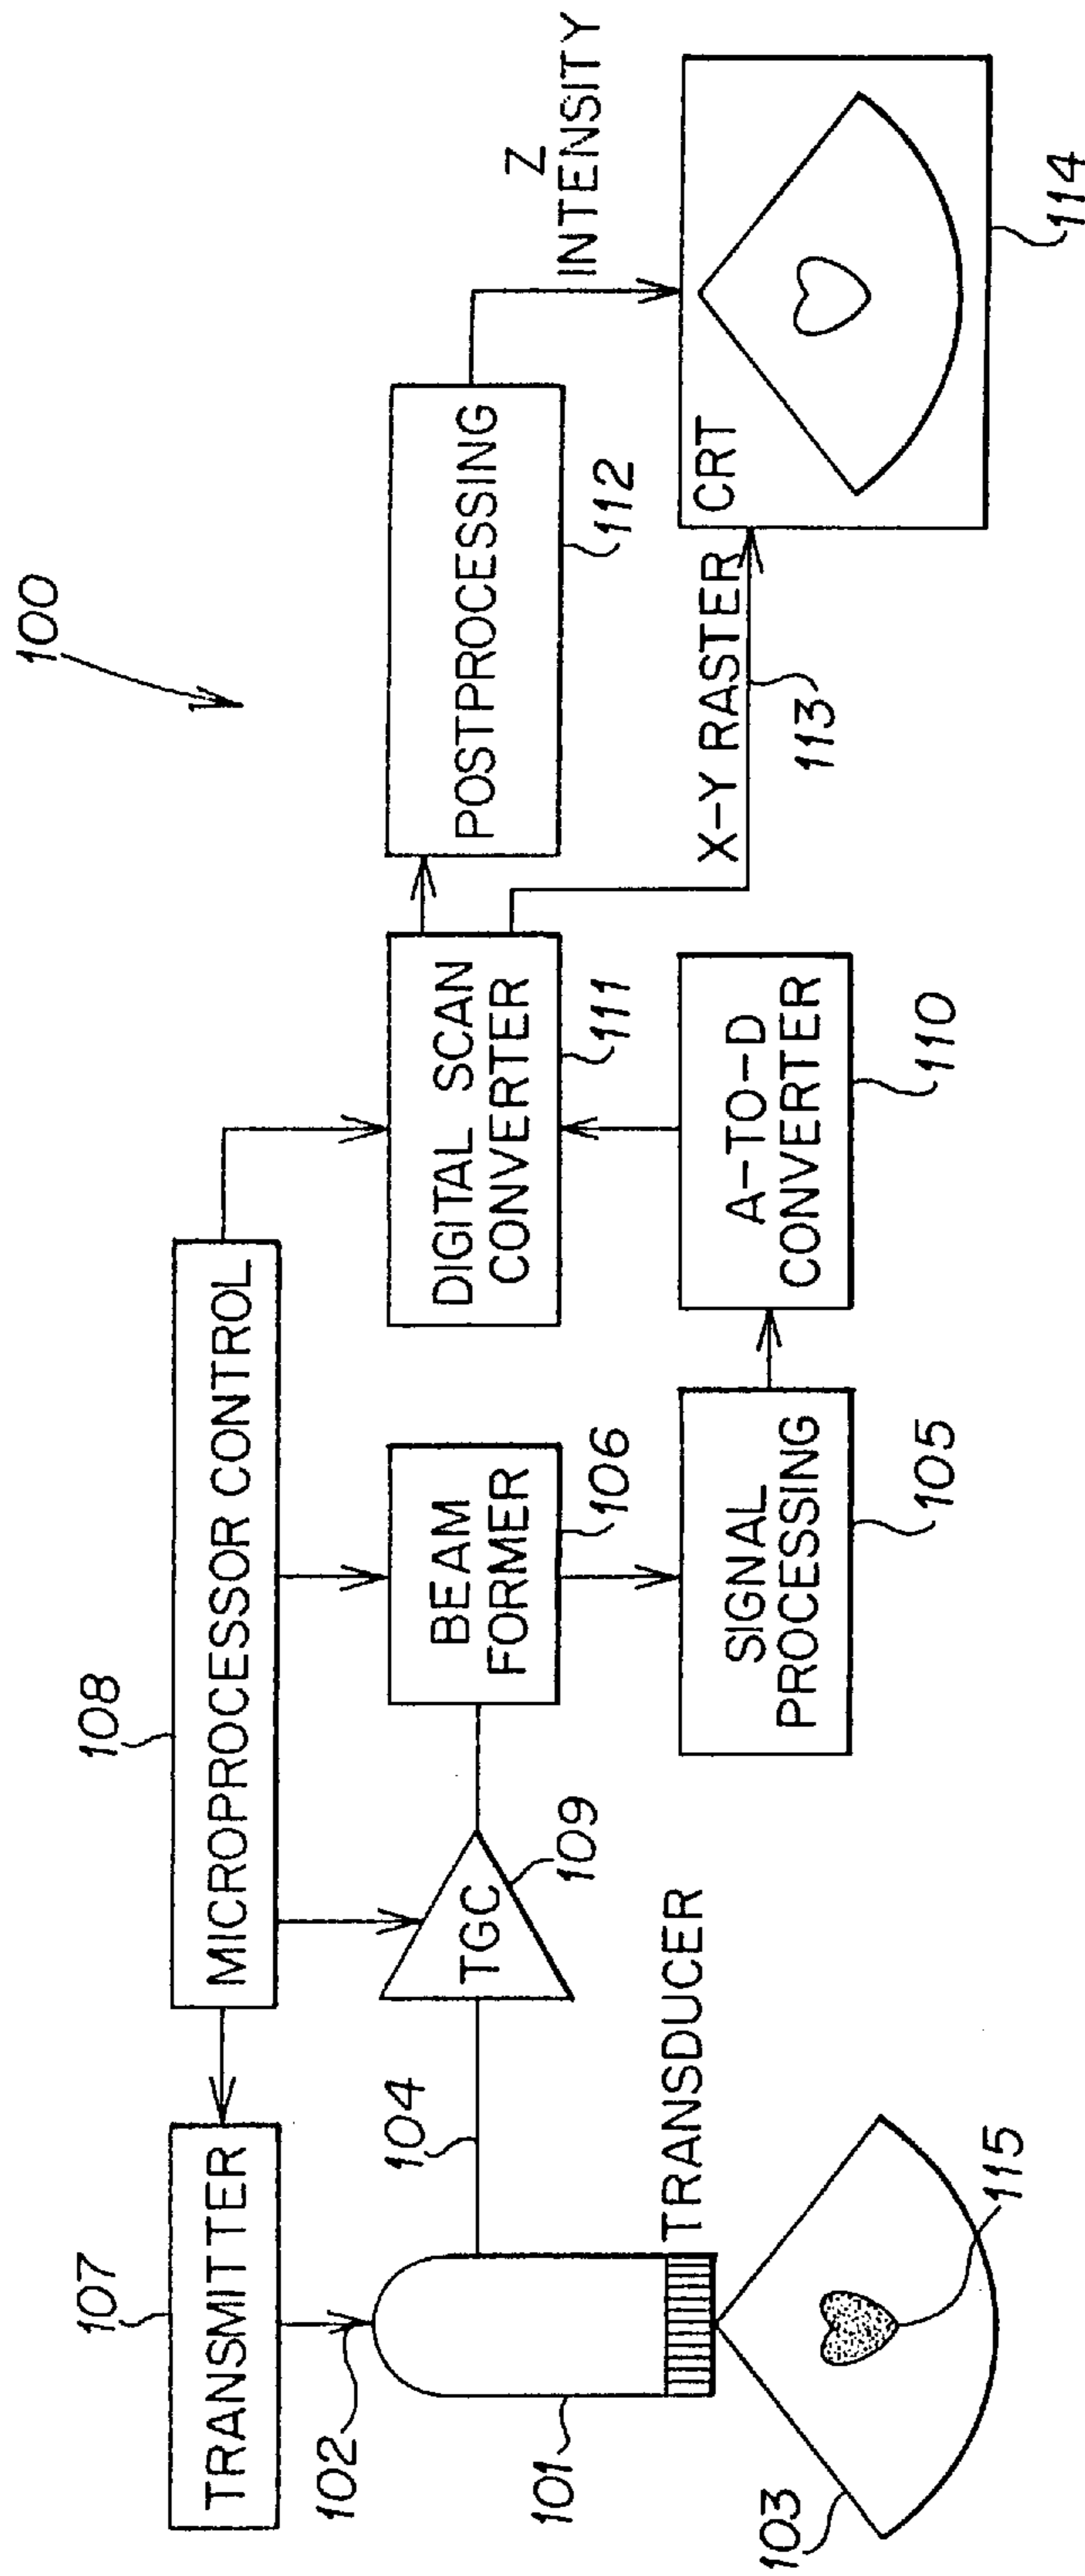 100
108
MICROPROCESSOR CONTROL
107
TRANSMITTER
102
104
TGC
109
BEAM
FORMER
106
DIGITAL SCAN
CONVERTER
111
POSTPROCESSING
112
Z
INTENSITY
101
TRANSDUCER
SIGNAL
PROCESSING
105
A-TO-D
CONVERTER
110
X-Y RASTER
113
CRT
114
103
115